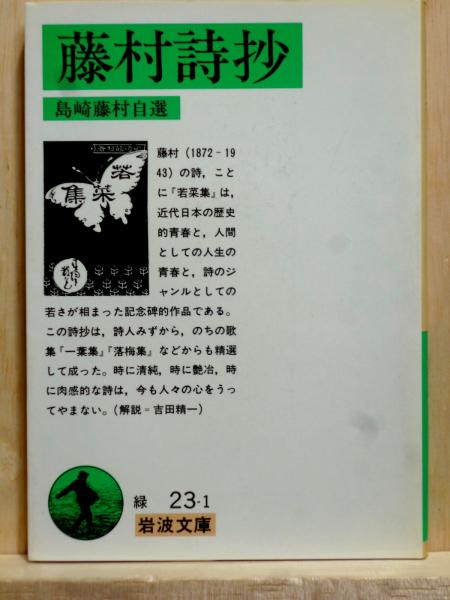 藤村詩抄
島崎藤村自選
若菜集
藤村（1872－19
43）の詩，こと
に『若菜集』は，
近代日本の歴史
的青春と，人間
としての人生の
青春と，詩のジ
ャンルとしての
若さが相まった記念碑的作品である。
この詩抄は，詩人みずから，のちの歌
集『一葉集』『落梅集』などからも精選
して成った。時に清純，時に艶冶，時
に肉感的な詩は，今も人々の心をうっ
てやまない。（解説＝吉田精一）
緑 23-1
岩波文庫